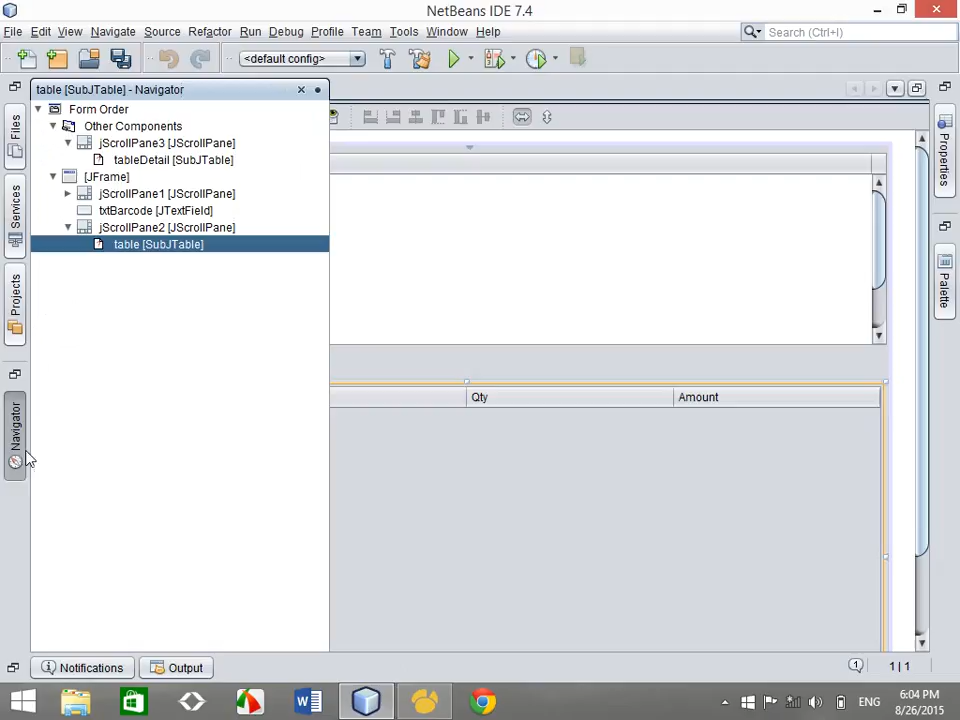 NetBeans IDE 7.4
File Edit View Navigate Source Refactor Run Debug Profile Team Tools Window Help
Search (Ctrl+I)
<default config>
table [SubJTable] - Navigator
Form Order
Other Components
jScrollPane3 [JScrollPane]
tableDetail [SubJTable]
[JFrame]
jScrollPane1 [JScrollPane]
txtBarcode [JTextField]
jScrollPane2 [JScrollPane]
table [SubJTable]
Files
Services
Projects
Navigator
Properties
Palette
Qty Amount
Notifications Output
1 1 | 1
ENG
6:04 PM
8/26/2015